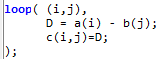 loop( (i,j),
D = a(i) - b(j);
c(i,j)=D;
);